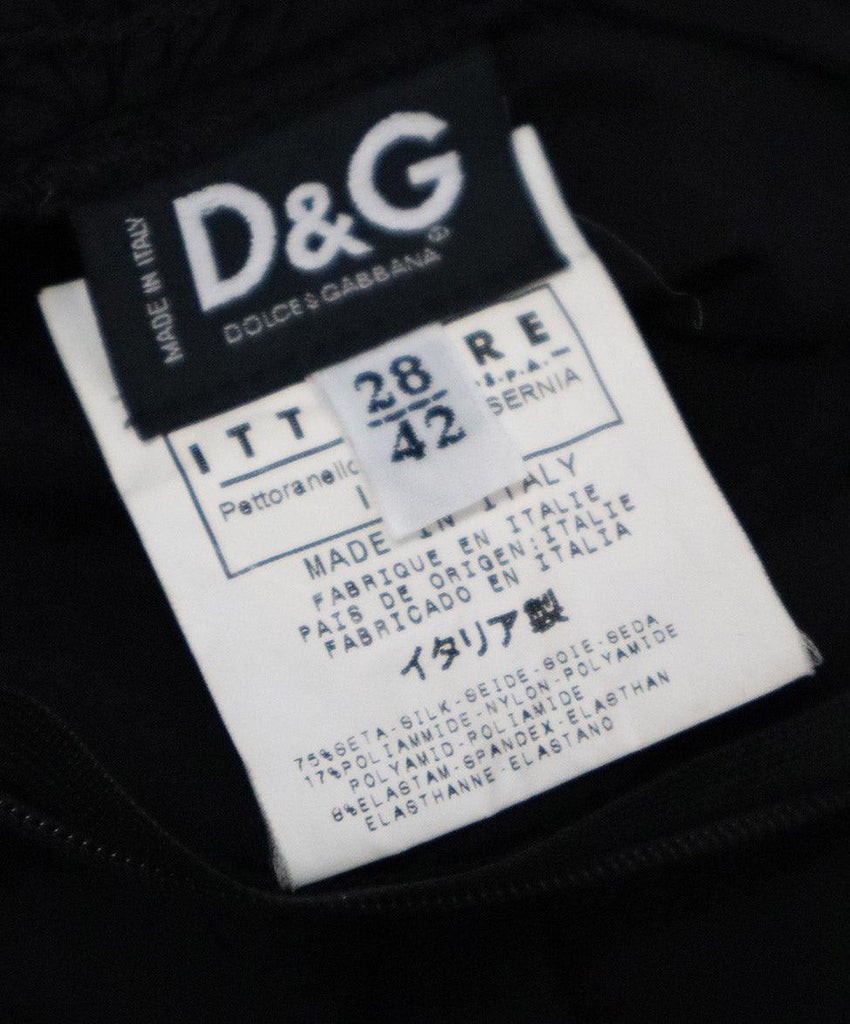 MADE IN ITALY
D&G
DOLCE & GABBANA®
28
42
ITT RE
S.P.A.
Pettoranello SERNIA
I
MADE IN ITALY
FABRIQUE EN ITALIE
PAIS DE ORIGEN:ITALIE
FABRICADO EN ITALIA
イタリア製
75%SETA-SILK-SEIDE-SOIE-SEDA
17%POLIAMMIDE-NYLON-POLYAMIDE
POLYAMID-POLIAMIDE
8%ELASTAM-SPANDEX-ELASTHAN
ELASTHANNE-ELASTANO